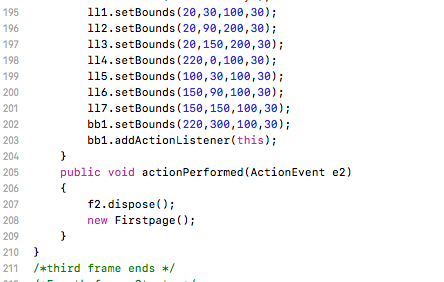 195 ll1.setBounds(20,30,100,30);
196 ll2.setBounds(20,90,200,30);
197 ll3.setBounds(20,150,200,30);
198 ll4.setBounds(220,0,100,30);
199 ll5.setBounds(100,30,100,30);
200 ll6.setBounds(150,90,100,30);
201 ll7.setBounds(150,150,100,30);
202 bb1.setBounds(220,300,100,30);
203 bb1.addActionListener(this);
204 }
205 public void actionPerformed(ActionEvent e2)
206 {
207 f2.dispose();
208 new Firstpage();
209 }
210 }
211 /*third frame ends */